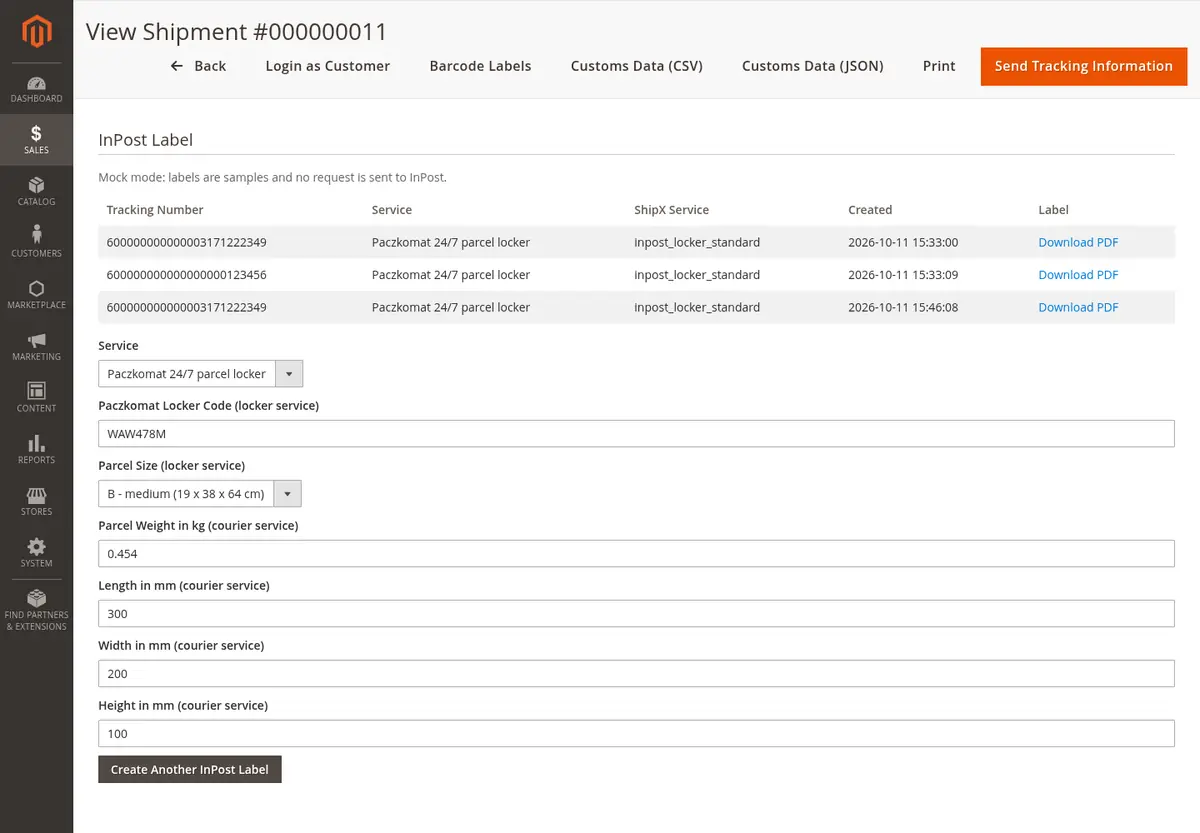 View Shipment #000000011
← Back Login as Customer Barcode Labels Customs Data (CSV) Customs Data (JSON) Print Send Tracking Information
DASHBOARD
SALES
CATALOG
CUSTOMERS
MARKETPLACE
MARKETING
CONTENT
REPORTS
STORES
SYSTEM
FIND PARTNERS
& EXTENSIONS
InPost Label
Mock mode: labels are samples and no request is sent to InPost.
Tracking Number Service ShipX Service Created Label
600000000000003171222349 Paczkomat 24/7 parcel locker inpost_locker_standard 2026-10-11 15:33:00 Download PDF
600000000000000000123456 Paczkomat 24/7 parcel locker inpost_locker_standard 2026-10-11 15:33:09 Download PDF
600000000000003171222349 Paczkomat 24/7 parcel locker inpost_locker_standard 2026-10-11 15:46:08 Download PDF
Service
Paczkomat 24/7 parcel locker
Paczkomat Locker Code (locker service)
WAW478M
Parcel Size (locker service)
B - medium (19 x 38 x 64 cm)
Parcel Weight in kg (courier service)
0.454
Length in mm (courier service)
300
Width in mm (courier service)
200
Height in mm (courier service)
100
Create Another InPost Label